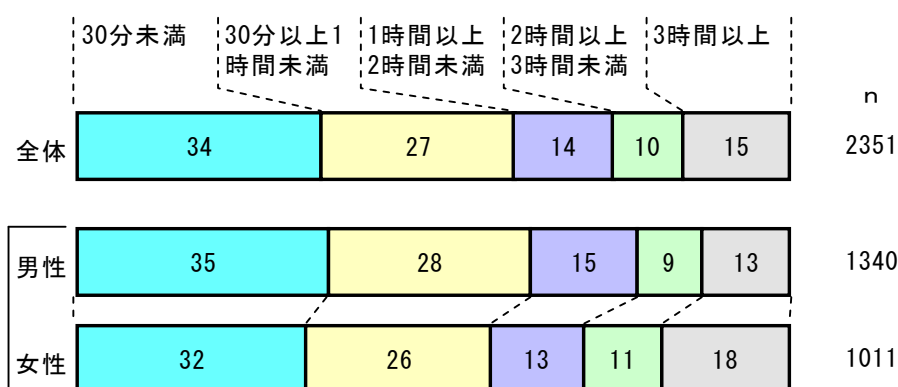 30分未満 30分以上1 1時間以上 2時間以上 3時間以上
時間未満 2時間未満 3時間未満
n
全体 34 27 14 10 15 2351
男性 35 28 15 9 13 1340
女性 32 26 13 11 18 1011